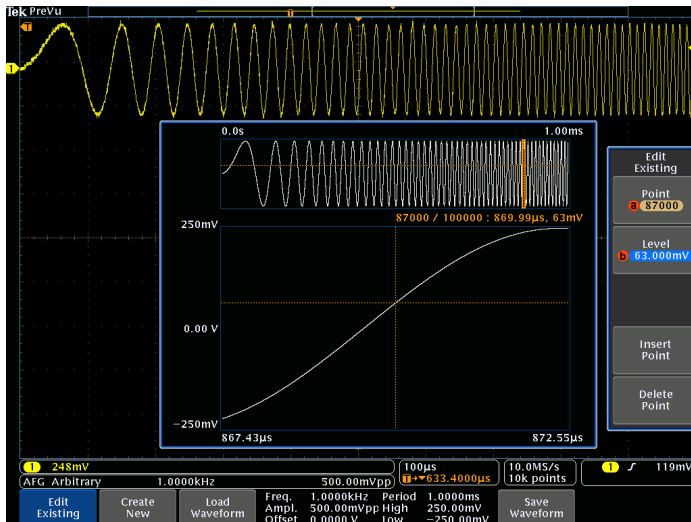 Tek PreVu
T
T
1
0.0s 1.00ms
87000 / 100000 : 869.99µs, 63mV
250mV
0.00 V
−250mV
867.43µs 872.55µs
Edit
Existing
Point
a 87000
Level
b 63.000mV
Insert
Point
Delete
Point
1 248mV
AFG Arbitrary 1.0000kHz 500.00mVpp
100µs
T→▾633.4000µs
10.0MS/s
10k points
1 119mV
Edit
Existing
Create
New
Load
Waveform
Freq. 1.0000kHz Period 1.0000ms
Ampl. 500.00mVpp High 250.00mV
Offset 0.0000 V Low −250.00mV
Save
Waveform